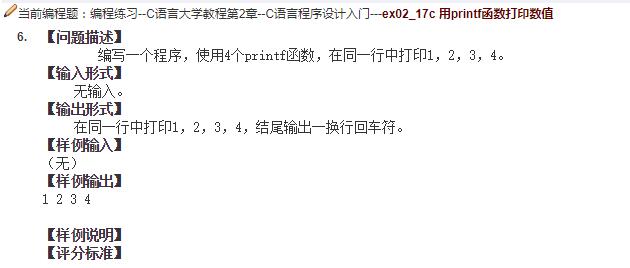 当前编程题：编程练习--C语言大学教程第2章--C语言程序设计入门---ex02_17c 用printf函数打印数值
6. 【问题描述】
编写一个程序，使用4个printf函数，在同一行中打印1，2，3，4。
【输入形式】
无输入。
【输出形式】
在同一行中打印1，2，3，4，结尾输出一换行回车符。
【样例输入】
（无）
【样例输出】
1 2 3 4
【样例说明】
【评分标准】